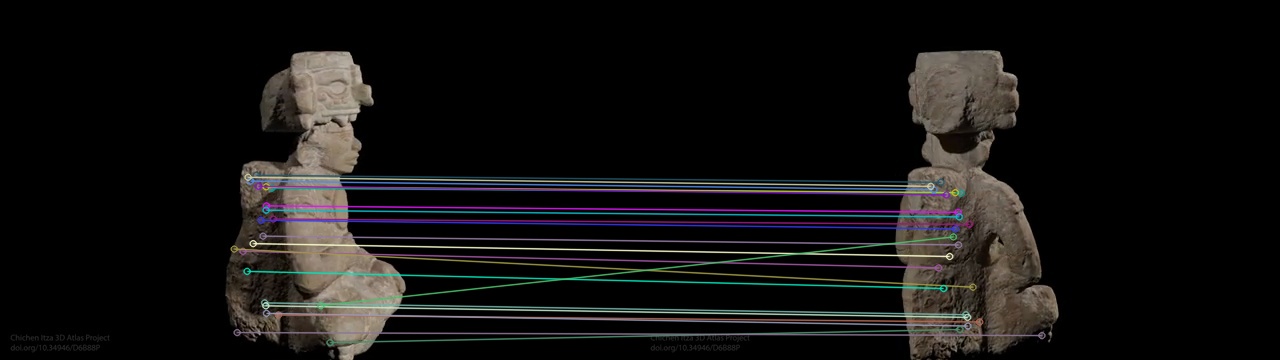 Chichen Itza 3D Atlas Project
doi.org/10.34946/D6B88P
Chichen Itza 3D Atlas Project
doi.org/10.34946/D6B88P